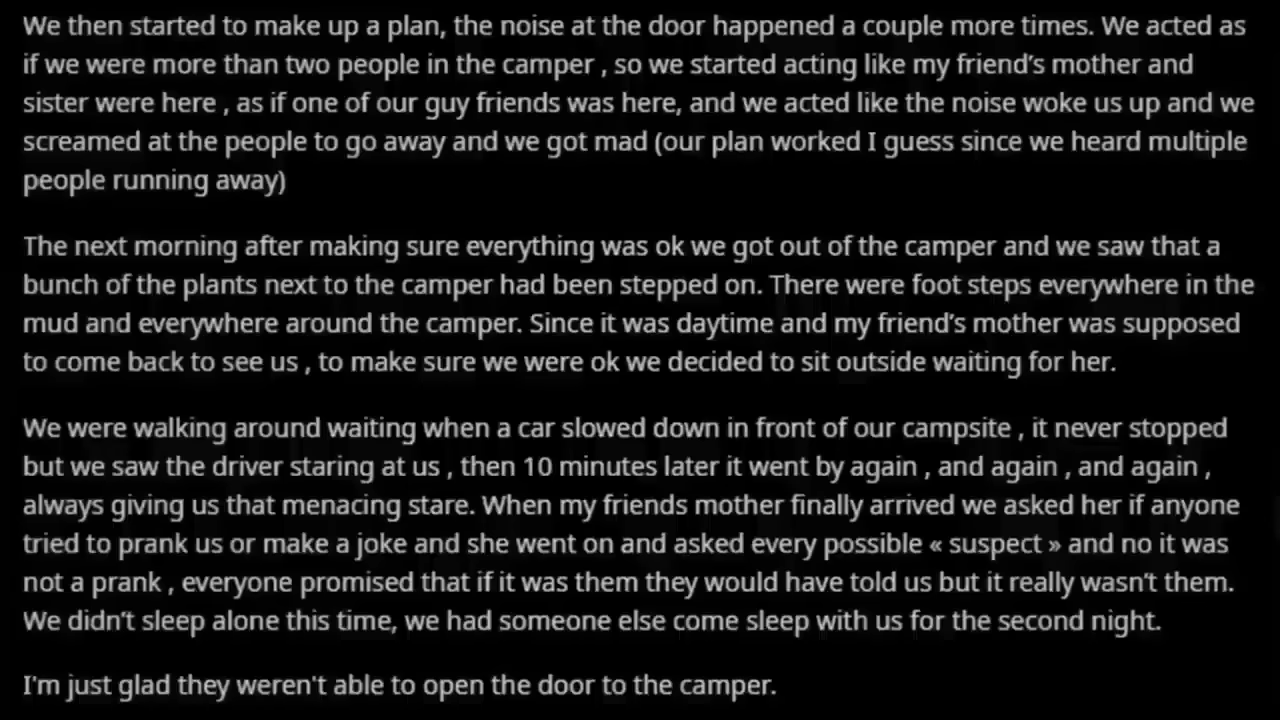 We then started to make up a plan, the noise at the door happened a couple more times. We acted as
if we were more than two people in the camper , so we started acting like my friend's mother and
sister were here , as if one of our guy friends was here, and we acted like the noise woke us up and we
screamed at the people to go away and we got mad (our plan worked I guess since we heard multiple
people running away)
The next morning after making sure everything was ok we got out of the camper and we saw that a
bunch of the plants next to the camper had been stepped on. There were foot steps everywhere in the
mud and everywhere around the camper. Since it was daytime and my friend's mother was supposed
to come back to see us , to make sure we were ok we decided to sit outside waiting for her.
We were walking around waiting when a car slowed down in front of our campsite , it never stopped
but we saw the driver staring at us , then 10 minutes later it went by again , and again , and again ,
always giving us that menacing stare. When my friends mother finally arrived we asked her if anyone
tried to prank us or make a joke and she went on and asked every possible « suspect » and no it was
not a prank , everyone promised that if it was them they would have told us but it really wasn't them.
We didn't sleep alone this time, we had someone else come sleep with us for the second night.
I'm just glad they weren't able to open the door to the camper.